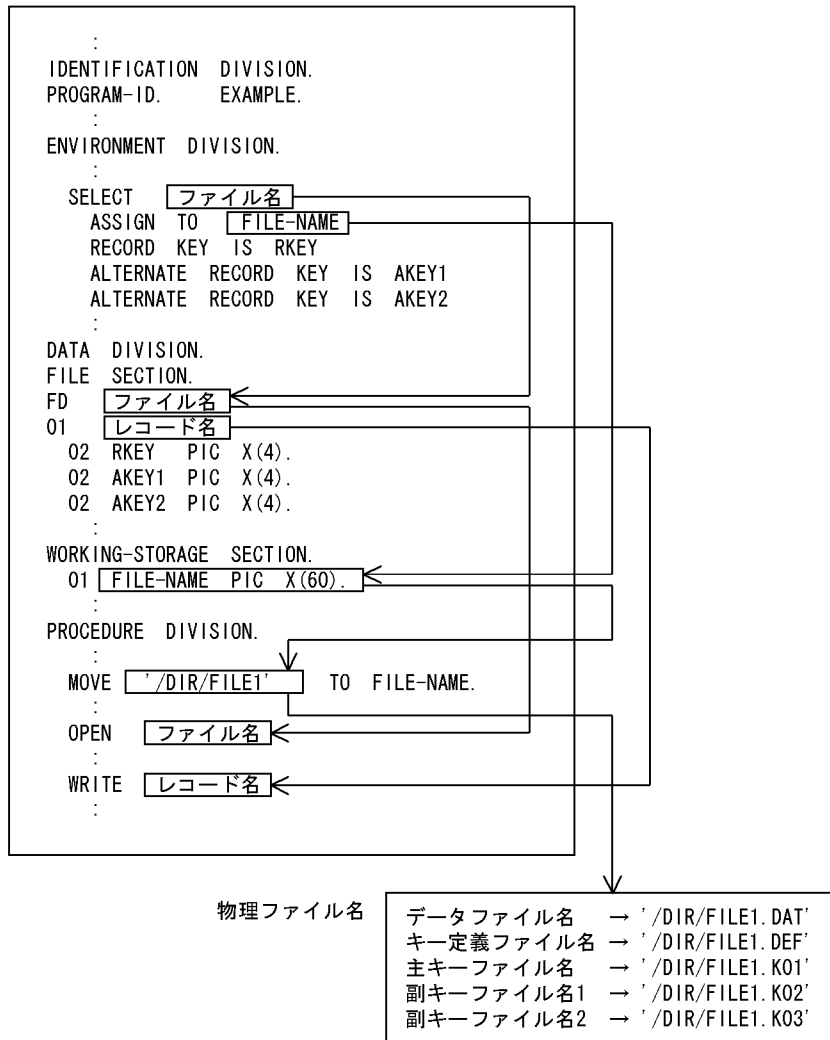 :
IDENTIFICATION DIVISION.
PROGRAM-ID. EXAMPLE.
:
ENVIRONMENT DIVISION.
:
SELECT ファイル名
ASSIGN TO FILE-NAME
RECORD KEY IS RKEY
ALTERNATE RECORD KEY IS AKEY1
ALTERNATE RECORD KEY IS AKEY2
:
DATA DIVISION.
FILE SECTION.
FD ファイル名
01 レコード名
02 RKEY PIC X(4).
02 AKEY1 PIC X(4).
02 AKEY2 PIC X(4).
:
WORKING-STORAGE SECTION.
01 FILE-NAME PIC X(60).
:
PROCEDURE DIVISION.
:
MOVE '/DIR/FILE1' TO FILE-NAME.
:
OPEN ファイル名
:
WRITE レコード名
:
物理ファイル名
データファイル名 → '/DIR/FILE1.DAT'
キー定義ファイル名 → '/DIR/FILE1.DEF'
主キーファイル名 → '/DIR/FILE1.K01'
副キーファイル名1 → '/DIR/FILE1.K02'
副キーファイル名2 → '/DIR/FILE1.K03'